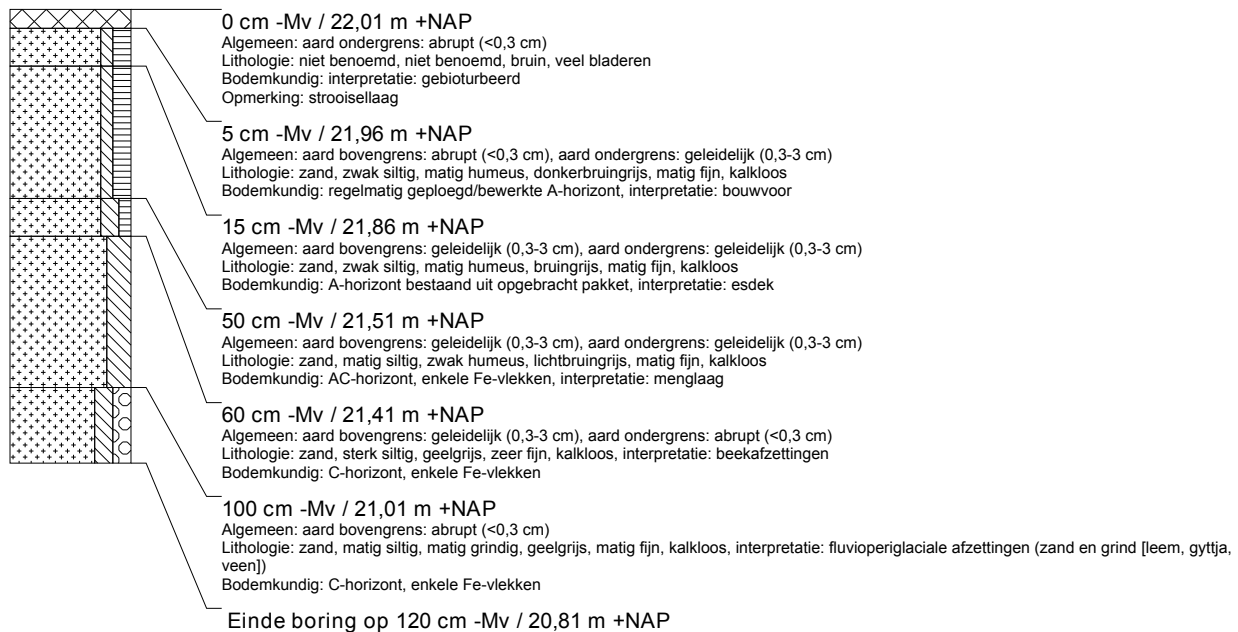 0 cm -Mv / 22,01 m +NAP
Algemeen: aard ondergrens: abrupt (<0,3 cm)
Lithologie: niet benoemd, niet benoemd, bruin, veel bladeren
Bodemkundig: interpretatie: gebioturbeerd
Opmerking: strooisellaag
5 cm -Mv / 21,96 m +NAP
Algemeen: aard bovengrens: abrupt (<0,3 cm), aard ondergrens: geleidelijk (0,3-3 cm)
Lithologie: zand, zwak siltig, matig humeus, donkerbruingrijs, matig fijn, kalkloos
Bodemkundig: regelmatig geploegd/bewerkte A-horizont, interpretatie: bouwvoor
15 cm -Mv / 21,86 m +NAP
Algemeen: aard bovengrens: geleidelijk (0,3-3 cm), aard ondergrens: geleidelijk (0,3-3 cm)
Lithologie: zand, zwak siltig, matig humeus, bruingrijs, matig fijn, kalkloos
Bodemkundig: A-horizont bestaand uit opgebracht pakket, interpretatie: esdek
50 cm -Mv / 21,51 m +NAP
Algemeen: aard bovengrens: geleidelijk (0,3-3 cm), aard ondergrens: geleidelijk (0,3-3 cm)
Lithologie: zand, matig siltig, zwak humeus, lichtbruingrijs, matig fijn, kalkloos
Bodemkundig: AC-horizont, enkele Fe-vlekken, interpretatie: menglaag
60 cm -Mv / 21,41 m +NAP
Algemeen: aard bovengrens: geleidelijk (0,3-3 cm), aard ondergrens: abrupt (<0,3 cm)
Lithologie: zand, sterk siltig, geelgrijs, zeer fijn, kalkloos, interpretatie: beekafzettingen
Bodemkundig: C-horizont, enkele Fe-vlekken
100 cm -Mv / 21,01 m +NAP
Algemeen: aard bovengrens: abrupt (<0,3 cm)
Lithologie: zand, matig siltig, matig grindig, geelgrijs, matig fijn, kalkloos, interpretatie: fluvioperiglaciale afzettingen (zand en grind [leem, gyttja,
veen])
Bodemkundig: C-horizont, enkele Fe-vlekken
Einde boring op 120 cm -Mv / 20,81 m +NAP